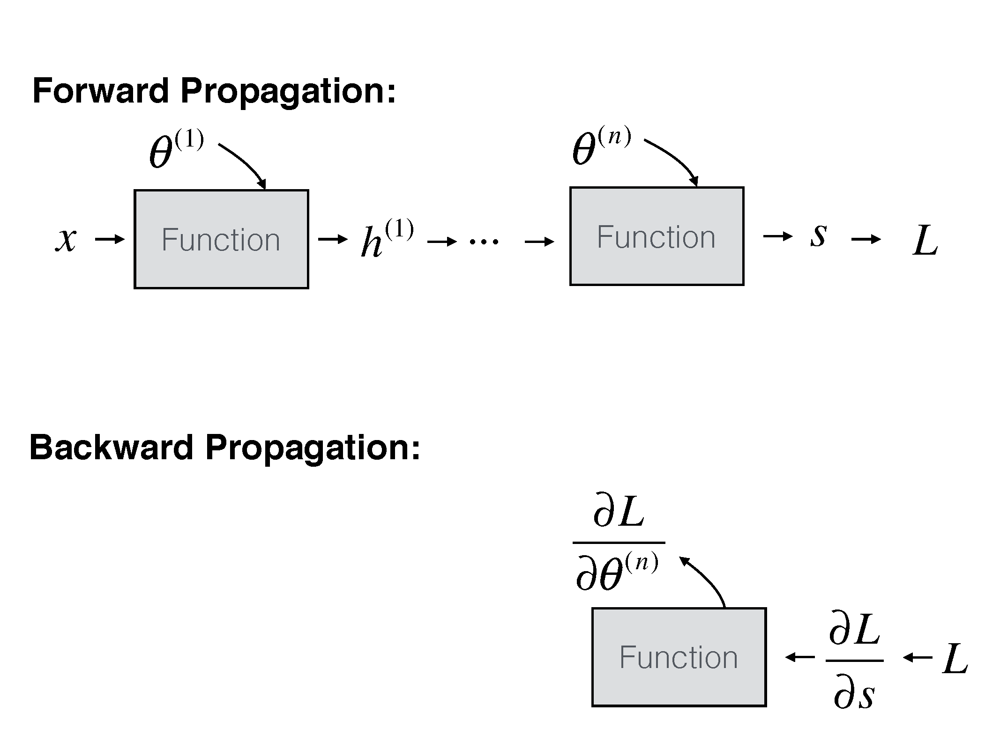 Forward Propagation:
θ⁽¹⁾ θ⁽ⁿ⁾
x → Function → h⁽¹⁾ → ··· → Function → s → L
Backward Propagation:
∂L
∂θ⁽ⁿ⁾
Function ← ∂L/∂s ← L